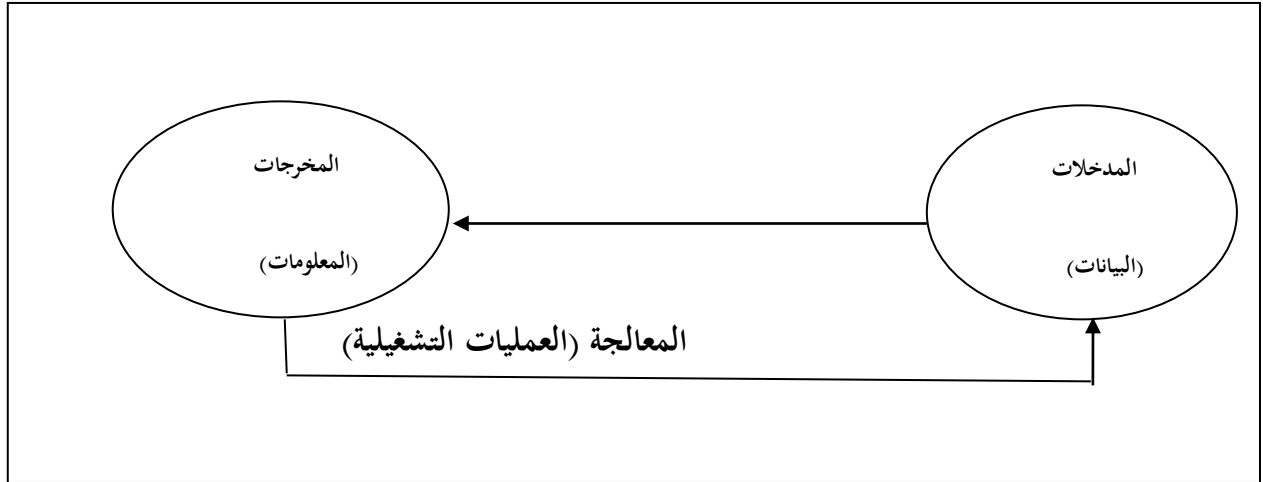 المدخلات
(البيانات)
المخرجات
(المعلومات)
المعالجة (العمليات التشغيلية)